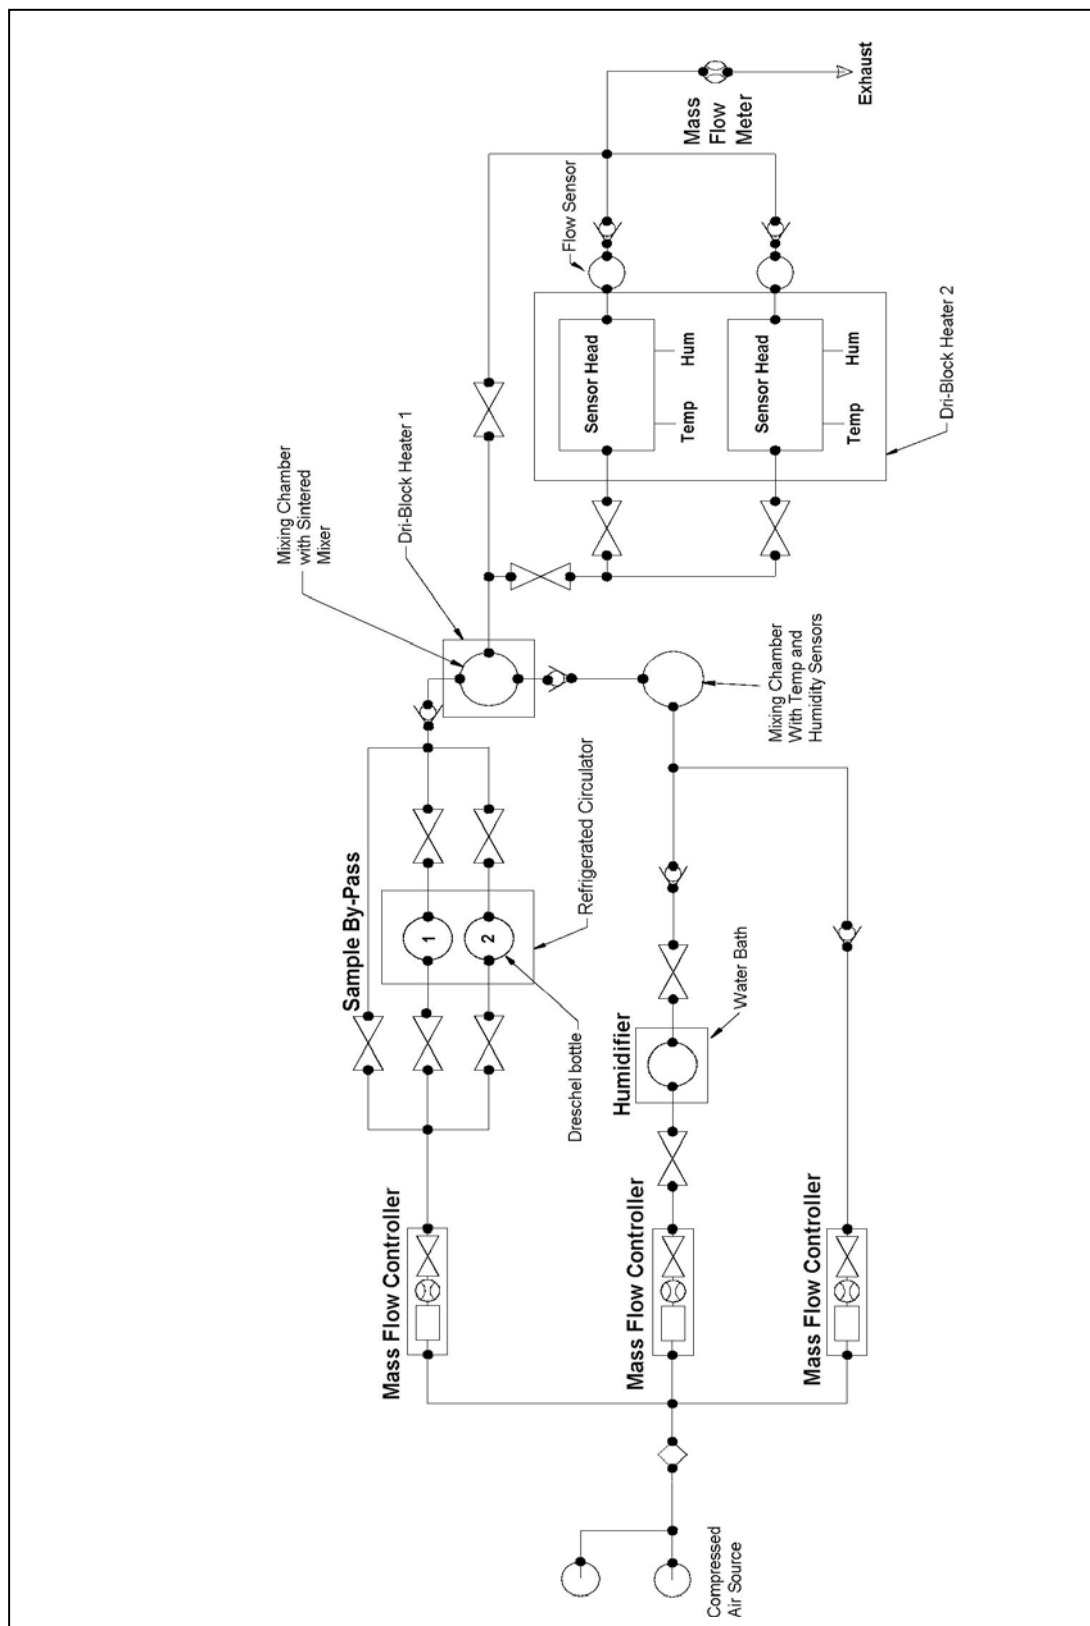 Exhaust
Mass
Flow
Meter
Flow Sensor
Sensor Head
Temp
Hum
Sensor Head
Temp
Hum
Dri-Block Heater 2
Dri-Block Heater 1
Mixing Chamber
with Sintered
Mixer
Mixing Chamber
With Temp and
Humidity Sensors
Sample By-Pass
1
2
Refrigerated Circulator
Dreschel bottle
Humidifier
Water Bath
Mass Flow Controller
Mass Flow Controller
Mass Flow Controller
Compressed
Air Source